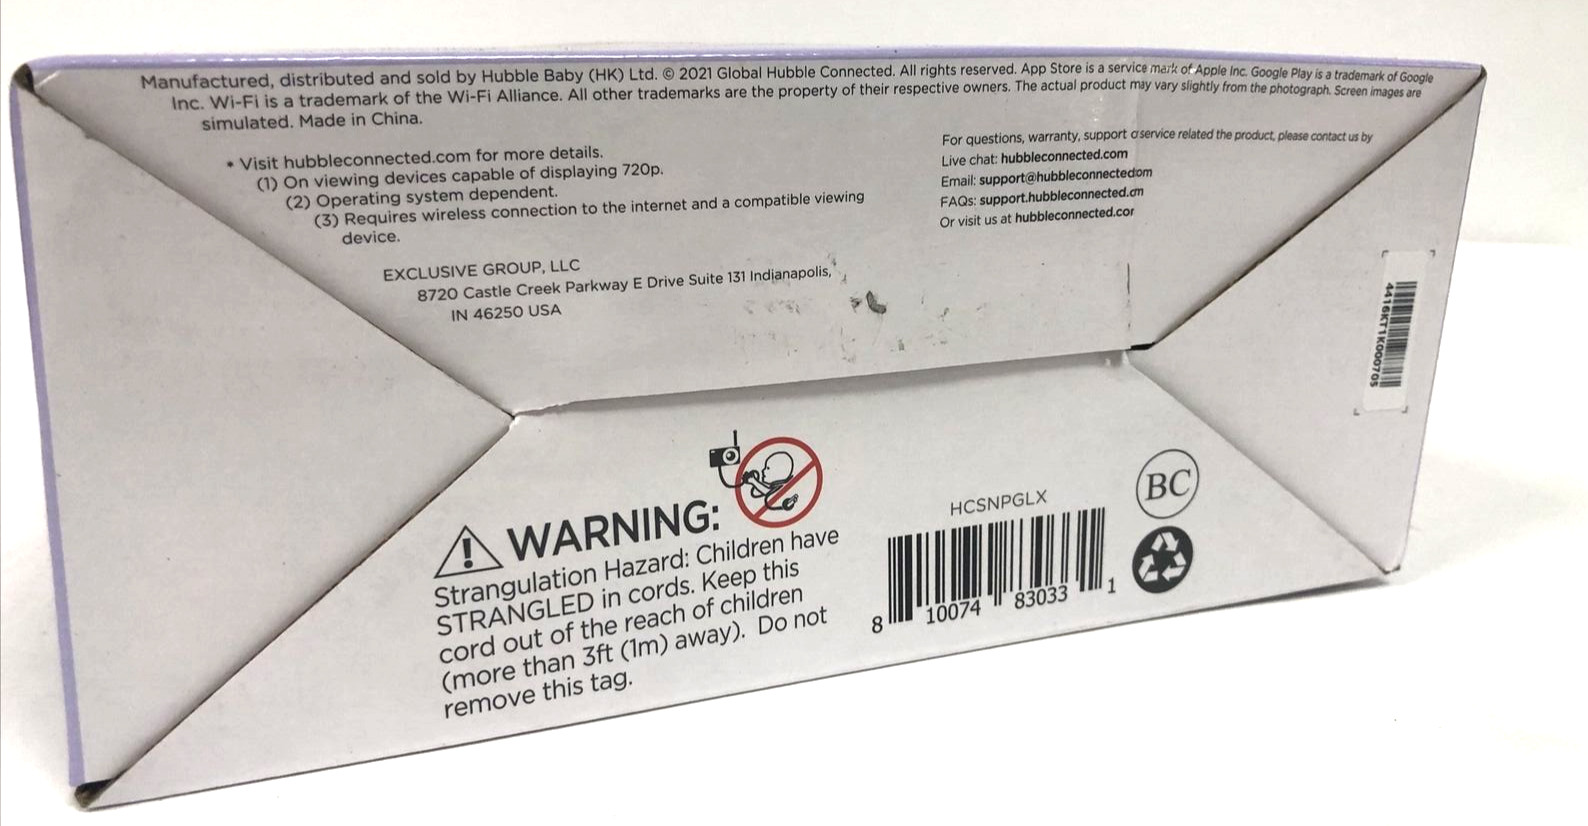 Manufactured, distributed and sold by Hubble Baby (HK) Ltd. © 2021 Global Hubble Connected. All rights reserved. App Store is a service mark of Apple Inc. Google Play is a trademark of Google
Inc. Wi-Fi is a trademark of the Wi-Fi Alliance. All other trademarks are the property of their respective owners. The actual product may vary slightly from the photograph. Screen images are
simulated. Made in China.
• Visit hubbleconnected.com for more details.
(1) On viewing devices capable of displaying 720p.
(2) Operating system dependent.
(3) Requires wireless connection to the internet and a compatible viewing
device.
For questions, warranty, support o service related the product, please contact us by
Live chat: hubbleconnected.com
Email: support@hubbleconnectedom
FAQs: support.hubbleconnected.om
Or visit us at hubbleconnected.cor
EXCLUSIVE GROUP, LLC
8720 Castle Creek Parkway E Drive Suite 131 Indianapolis,
IN 46250 USA
4416KT1K000705
WARNING:
Strangulation Hazard: Children have
STRANGLED in cords. Keep this
cord out of the reach of children
(more than 3ft (1m) away). Do not
remove this tag.
HCSNPGLX
8 10074 83033 1
BC